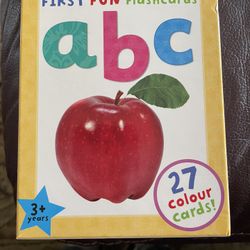 FIRST FUN flashcards
abc
27
colour
cards!
3+
years